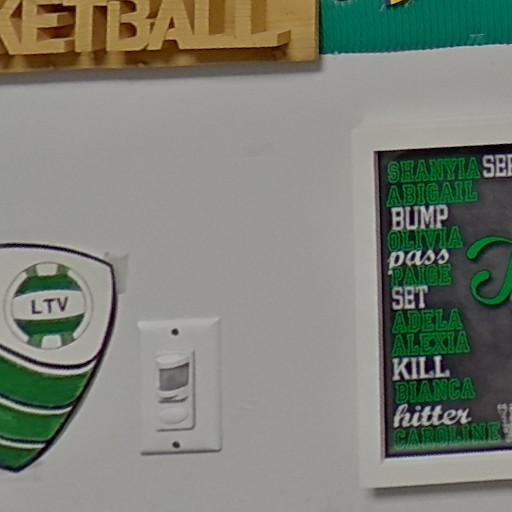 KETBALL
LTV
SHANYIA
ABIGAIL
BUMP
OLIVIA
pass
PAIGE
SET
ADELA
ALEXIA
KILL
BIANCA
hitter
CAROLINE